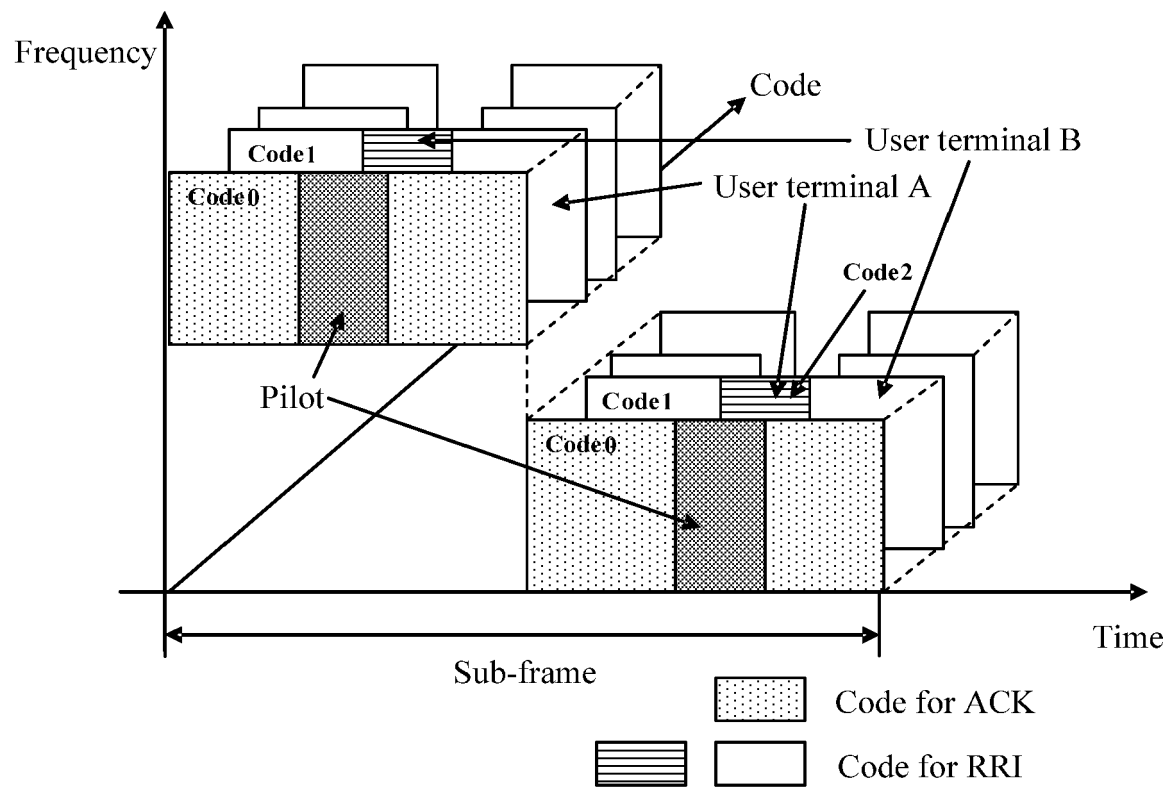 Frequency
Code
User terminal B
Code1
User terminal A
Code0
Code2
Pilot
Code1
Code0
Time
Sub-frame
Code for ACK
Code for RRI